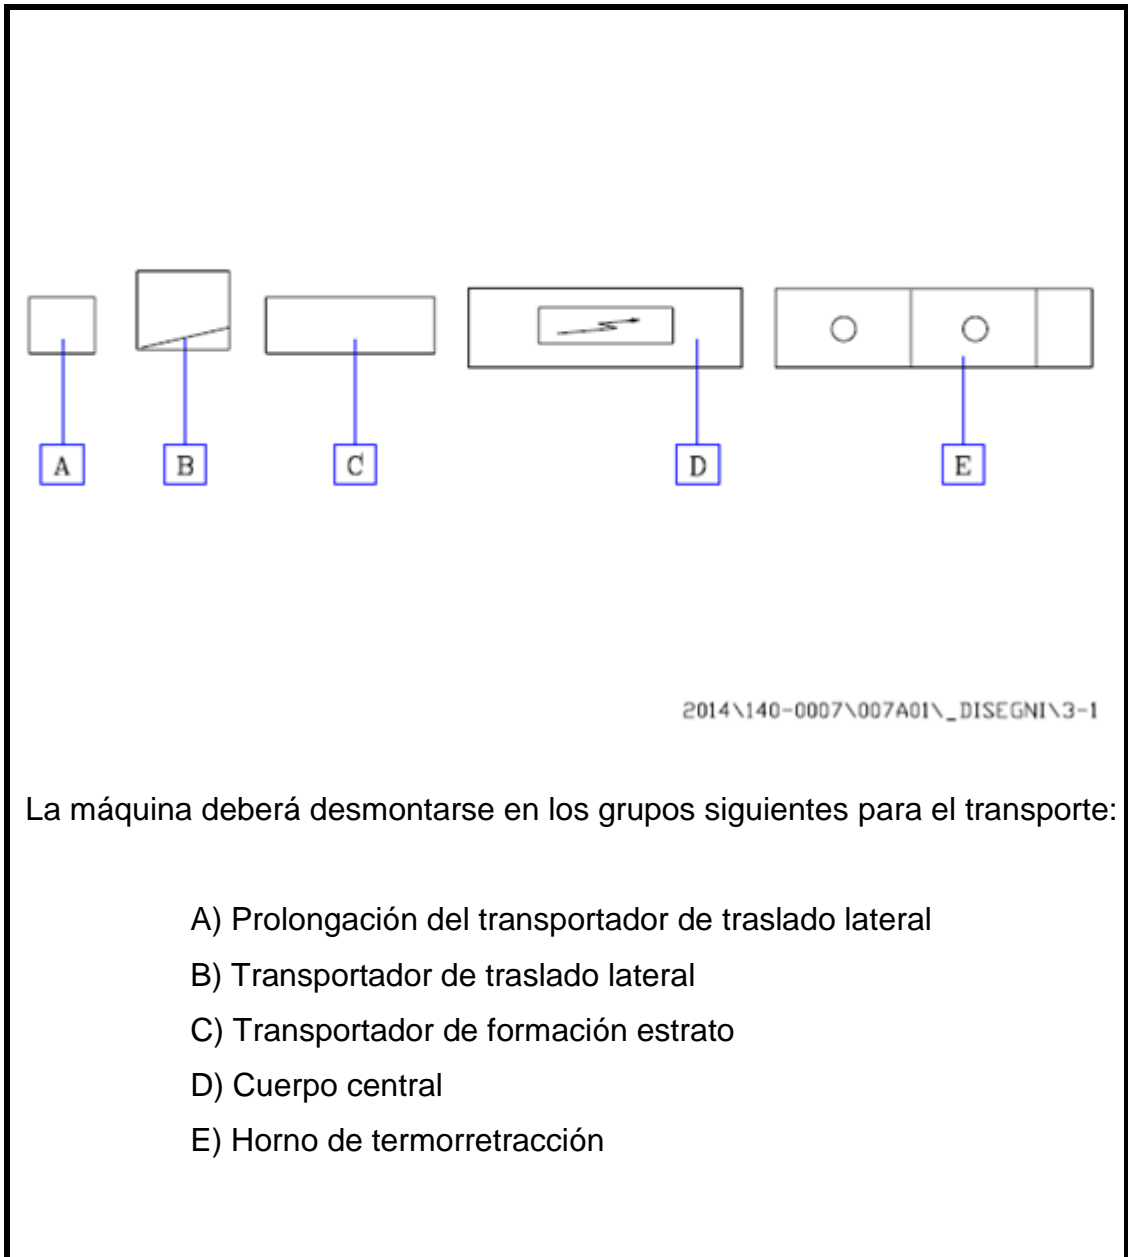 A B C D E
2014\140-0007\007A01\_DISEGNI\3-1
La máquina deberá desmontarse en los grupos siguientes para el transporte:
A) Prolongación del transportador de traslado lateral
B) Transportador de traslado lateral
C) Transportador de formación estrato
D) Cuerpo central
E) Horno de termorretracción